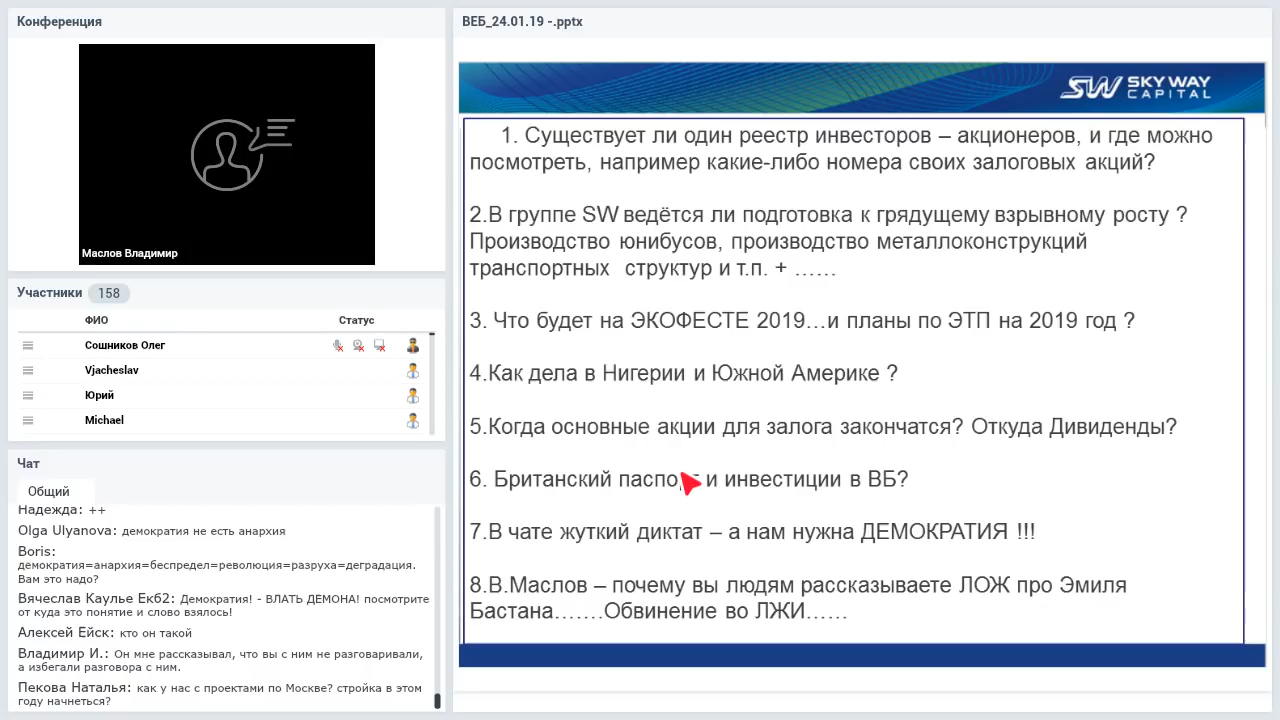 Конференция
Маслов Владимир
Участники 158
ФИО Статус
Сошников Олег
Vjacheslav
Юрий
Michael
Чат
Общий
Надежда: ++
Olga Ulyanova: демократия не есть анархия
Boris:
демократия=анархия=беспредел=революция=разруха=деградация.
Вам это надо?
Вячеслав Каулье Екб2: Демократия! - ВЛАТЬ ДЕМОНА! посмотрите
от куда это понятие и слово взялось!
Алексей Ейск: кто он такой
Владимир И.: Он мне рассказывал, что вы с ним не разговаривали,
а избегали разговора с ним.
Пекова Наталья: как у нас с проектами по Москве? стройка в этом
году начнеться?
ВЕБ_24.01.19 -.pptx
SW SKY WAY
CAPITAL
1. Существует ли один реестр инвесторов – акционеров, и где можно
посмотреть, например какие-либо номера своих залоговых акций?
2.В группе SW ведётся ли подготовка к грядущему взрывному росту ?
Производство юнибусов, производство металлоконструкций
транспортных структур и т.п. + ……
3. Что будет на ЭКОФЕСТЕ 2019…и планы по ЭТП на 2019 год ?
4.Как дела в Нигерии и Южной Америке ?
5.Когда основные акции для залога закончатся? Откуда Дивиденды?
6. Британский паспорт и инвестиции в ВБ?
7.В чате жуткий диктат – а нам нужна ДЕМОКРАТИЯ !!!
8.В.Маслов – почему вы людям рассказываете ЛОЖ про Эмиля
Бастана…….Обвинение во ЛЖИ……